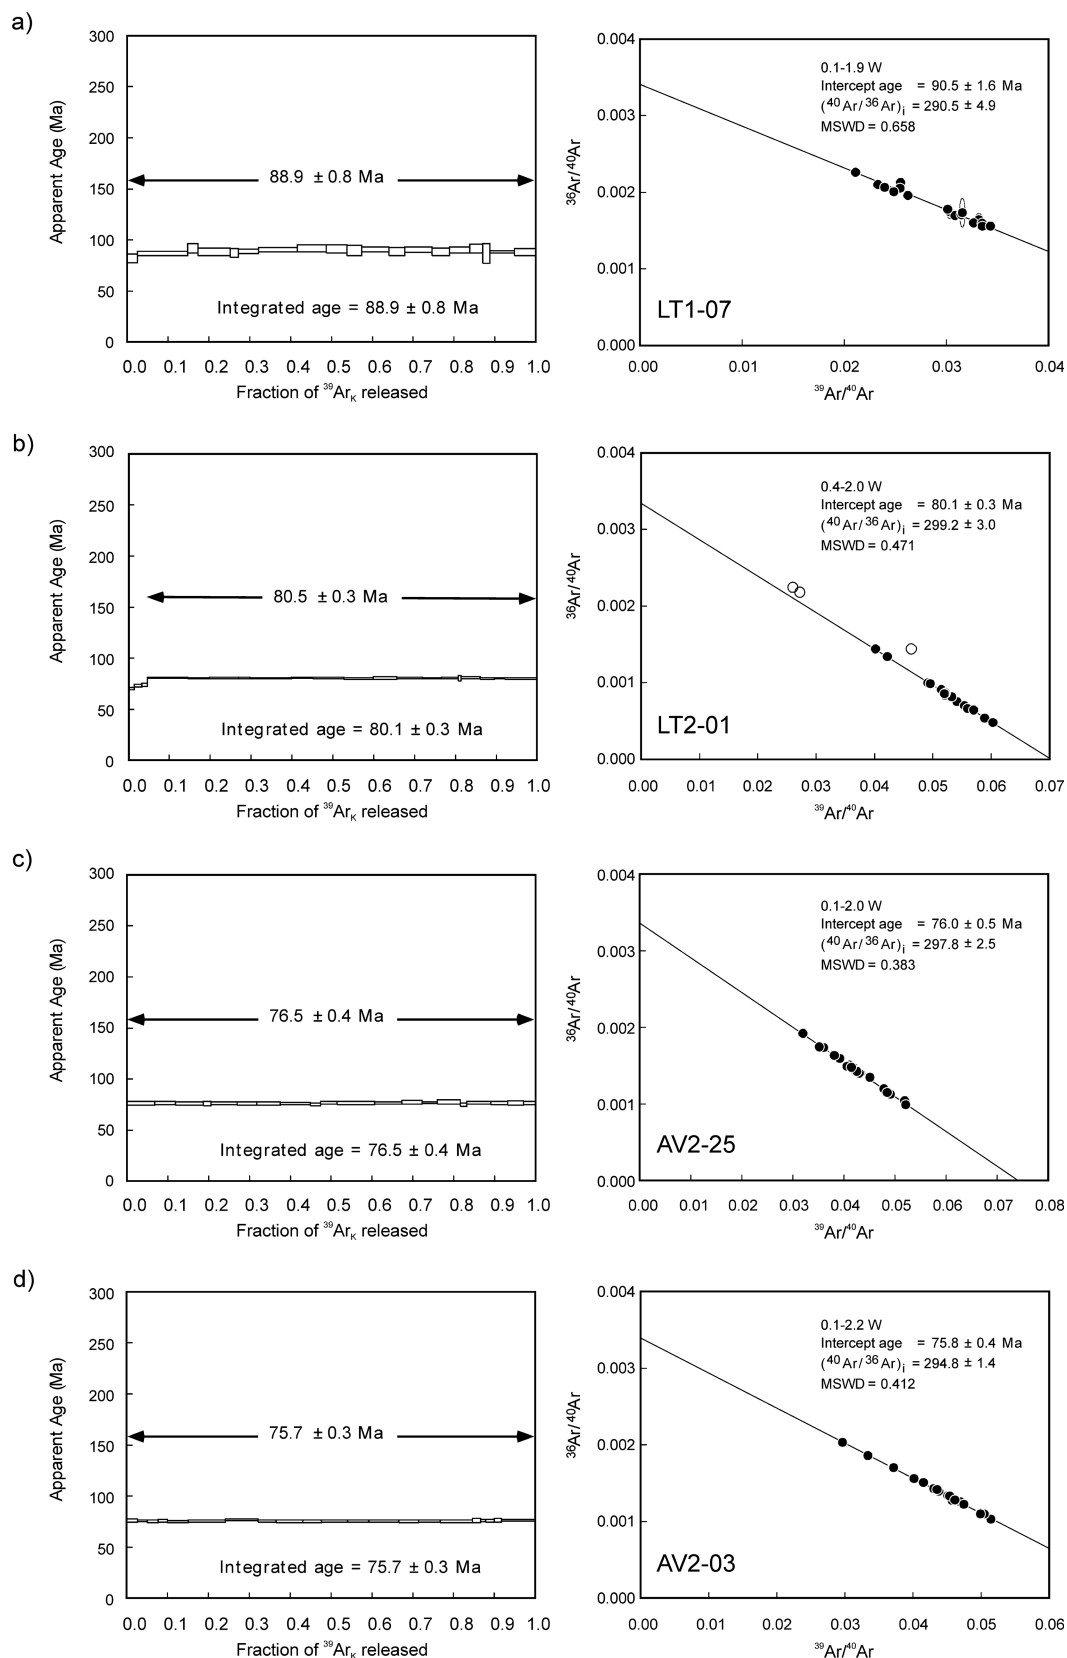 a)
300
250
200
150
100
50
0
Apparent Age (Ma)
88.9 ± 0.8 Ma
Integrated age = 88.9 ± 0.8 Ma
0.0 0.1 0.2 0.3 0.4 0.5 0.6 0.7 0.8 0.9 1.0
Fraction of 39ArK released
0.004
0.003
0.002
0.001
0.000
36Ar/40Ar
0.1-1.9 W
Intercept age = 90.5 ± 1.6 Ma
(40Ar/36Ar)i = 290.5 ± 4.9
MSWD = 0.658
LT1-07
0.00 0.01 0.02 0.03 0.04
39Ar/40Ar
b)
300
250
200
150
100
50
0
Apparent Age (Ma)
80.5 ± 0.3 Ma
Integrated age = 80.1 ± 0.3 Ma
0.0 0.1 0.2 0.3 0.4 0.5 0.6 0.7 0.8 0.9 1.0
Fraction of 39ArK released
0.004
0.003
0.002
0.001
0.000
36Ar/40Ar
0.4-2.0 W
Intercept age = 80.1 ± 0.3 Ma
(40Ar/36Ar)i = 299.2 ± 3.0
MSWD = 0.471
LT2-01
0.00 0.01 0.02 0.03 0.04 0.05 0.06 0.07
39Ar/40Ar
c)
300
250
200
150
100
50
0
Apparent Age (Ma)
76.5 ± 0.4 Ma
Integrated age = 76.5 ± 0.4 Ma
0.0 0.1 0.2 0.3 0.4 0.5 0.6 0.7 0.8 0.9 1.0
Fraction of 39ArK released
0.004
0.003
0.002
0.001
0.000
36Ar/40Ar
0.1-2.0 W
Intercept age = 76.0 ± 0.5 Ma
(40Ar/36Ar)i = 297.8 ± 2.5
MSWD = 0.383
AV2-25
0.00 0.01 0.02 0.03 0.04 0.05 0.06 0.07 0.08
39Ar/40Ar
d)
300
250
200
150
100
50
0
Apparent Age (Ma)
75.7 ± 0.3 Ma
Integrated age = 75.7 ± 0.3 Ma
0.0 0.1 0.2 0.3 0.4 0.5 0.6 0.7 0.8 0.9 1.0
Fraction of 39ArK released
0.004
0.003
0.002
0.001
0.000
36Ar/40Ar
0.1-2.2 W
Intercept age = 75.8 ± 0.4 Ma
(40Ar/36Ar)i = 294.8 ± 1.4
MSWD = 0.412
AV2-03
0.00 0.01 0.02 0.03 0.04 0.05 0.06
39Ar/40Ar